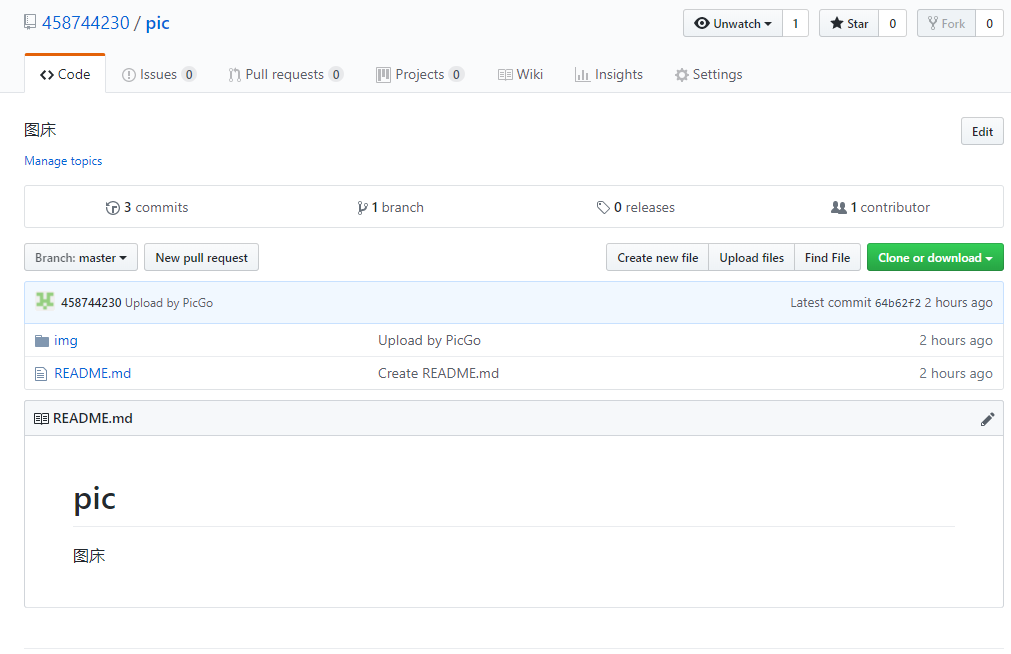 458744230 / pic Unwatch 1 Star 0 Fork 0
Code Issues 0 Pull requests 0 Projects 0 Wiki Insights Settings
图床 Edit
Manage topics
3 commits 1 branch 0 releases 1 contributor
Branch: master New pull request Create new file Upload files Find File Clone or download
458744230 Upload by PicGo Latest commit 64b62f2 2 hours ago
img Upload by PicGo 2 hours ago
README.md Create README.md 2 hours ago
README.md
pic
图床